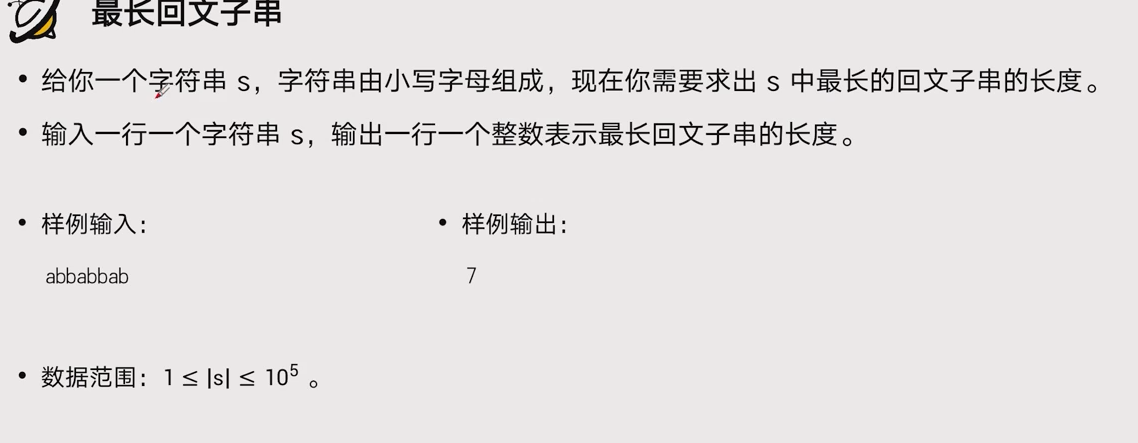 最长回文子串
• 给你一个字符串 s，字符串由小写字母组成，现在你需要求出 s 中最长的回文子串的长度。
• 输入一行一个字符串 s，输出一行一个整数表示最长回文子串的长度。
• 样例输入：
abbabbab
• 样例输出：
7
• 数据范围：1 ≤ |s| ≤ 10⁵ 。